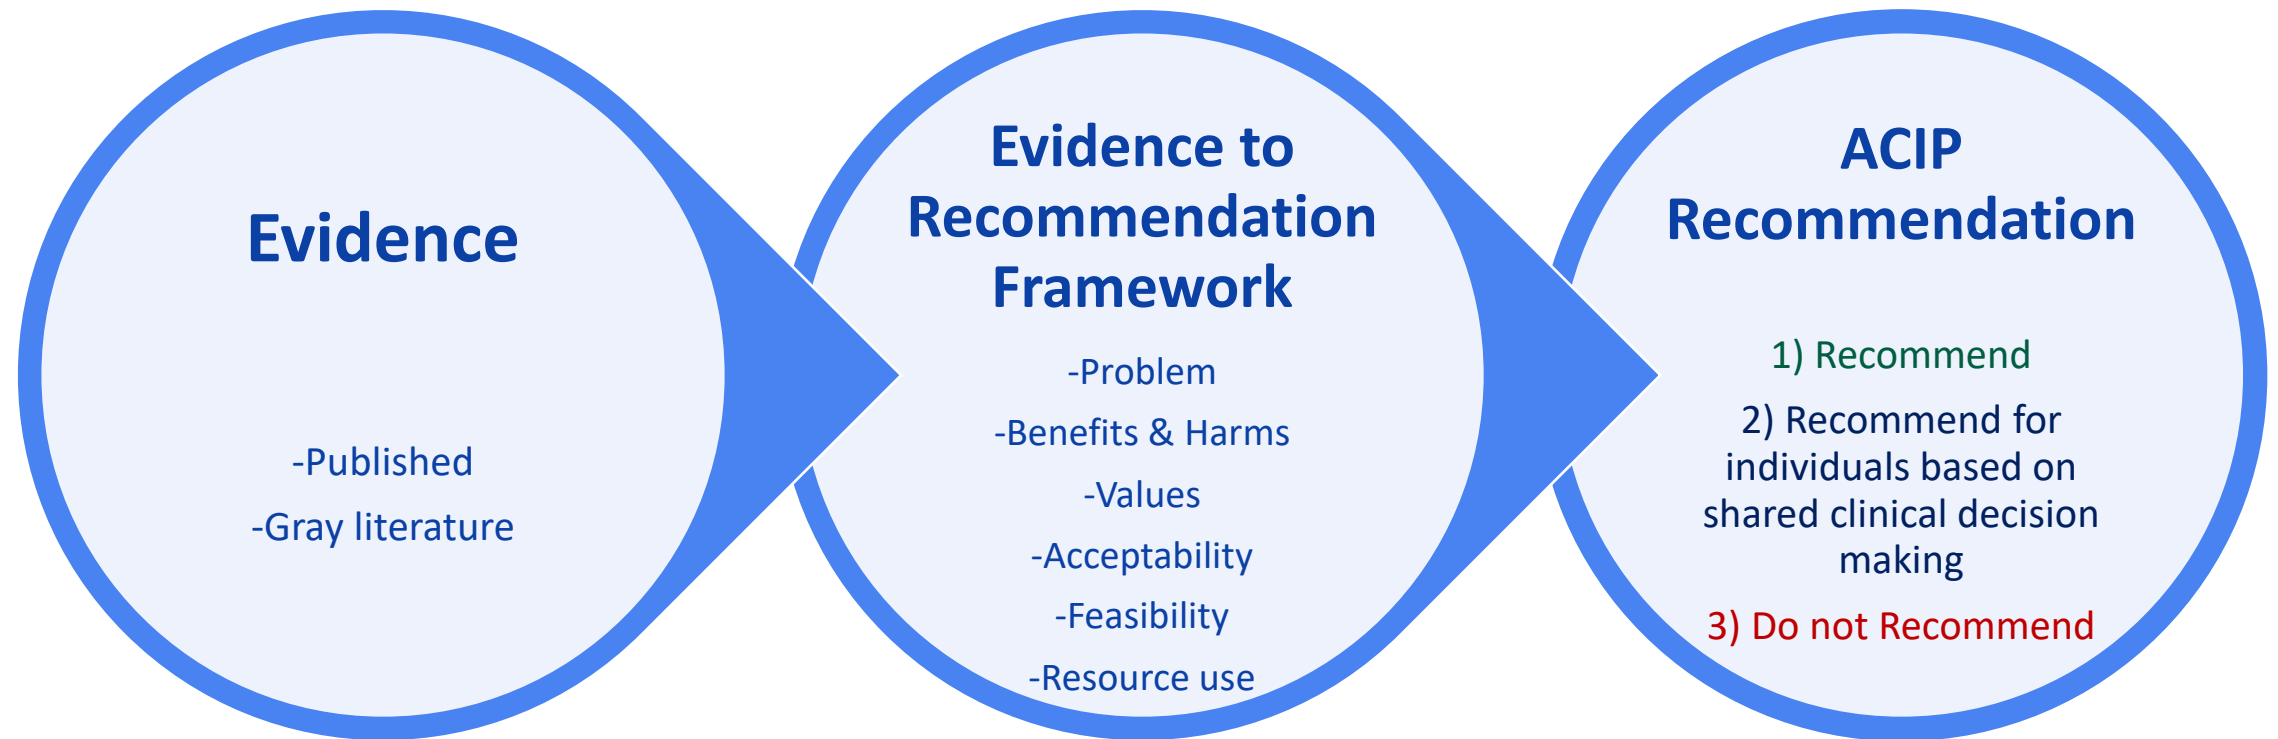 Evidence
-Published
-Gray literature
Evidence to
Recommendation
Framework
-Problem
-Benefits & Harms
-Values
-Acceptability
-Feasibility
-Resource use
ACIP
Recommendation
1) Recommend
2) Recommend for
individuals based on
shared clinical decision
making
3) Do not Recommend